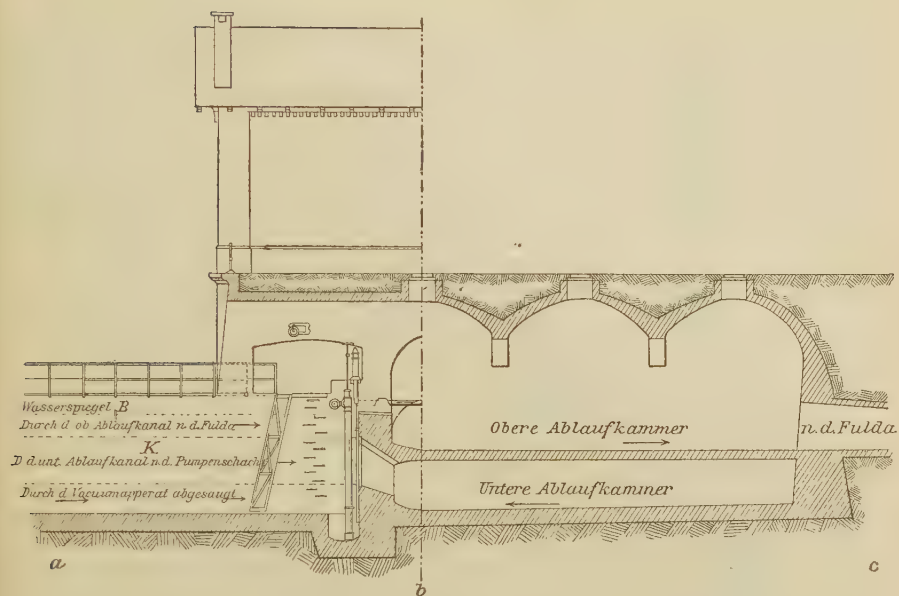 Wasserspiegel B
Durch d ob Ablaufkanal n.d.Fulda
K
D d.unt. Ablaufkanal n.d. Pumpenschacht
Durch d Vacuumapparat abgesaugt
Obere Ablaufkammer
n.d.Fulda
Untere Ablaufkammer
a
b
c